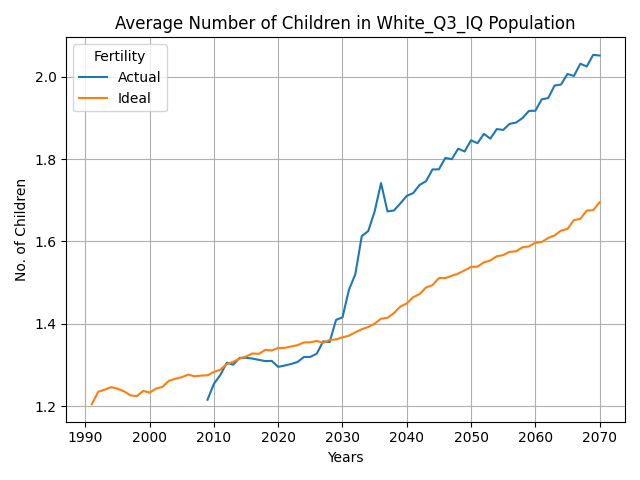 Average Number of Children in White_Q3_IQ Population
Fertility
Actual
Ideal
No. of Children
2.0
1.8
1.6
1.4
1.2
1990 2000 2010 2020 2030 2040 2050 2060 2070
Years